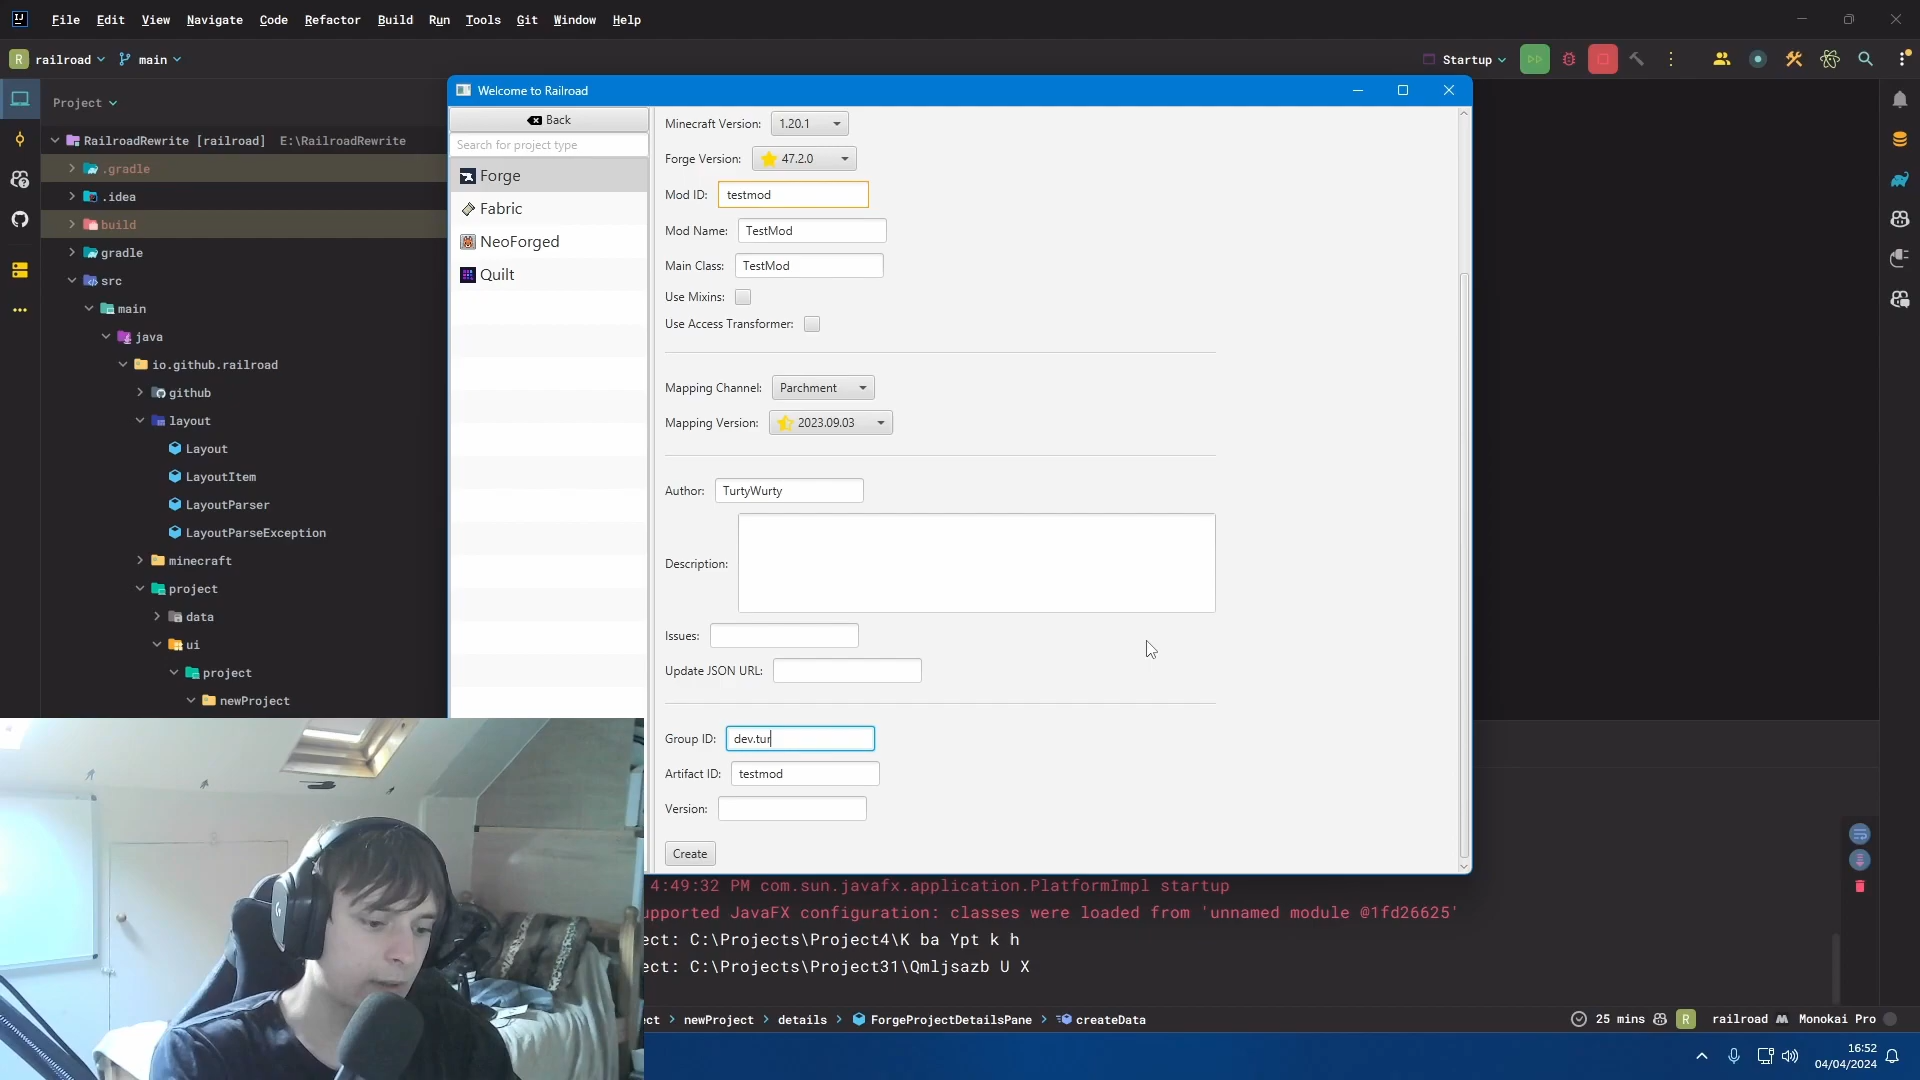 File Edit View Navigate Code Refactor Build Run Tools Git Window Help
R railroad main Startup
Project
RailroadRewrite [railroad] E:\RailroadRewrite
.gradle
.idea
build
gradle
src
main
java
io.github.railroad
github
layout
Layout
LayoutItem
LayoutParser
LayoutParseException
minecraft
project
data
ui
project
newProject
Welcome to Railroad
Back
Search for project type
Forge
Fabric
NeoForged
Quilt
Minecraft Version: 1.20.1
Forge Version: 47.2.0
Mod ID: testmod
Mod Name: TestMod
Main Class: TestMod
Use Mixins:
Use Access Transformer:
Mapping Channel: Parchment
Mapping Version: 2023.09.03
Author: TurtyWurty
Description:
Issues:
Update JSON URL:
Group ID: dev.tur
Artifact ID: testmod
Version:
Create
4:49:32 PM com.sun.javafx.application.PlatformImpl startup
upported JavaFX configuration: classes were loaded from 'unnamed module @1fd26625'
ect: C:\Projects\Project4\K ba Ypt k h
ect: C:\Projects\Project31\Qmljsazb U X
ct newProject details ForgeProjectDetailsPane createData
25 mins R railroad Monokai Pro
16:52
04/04/2024